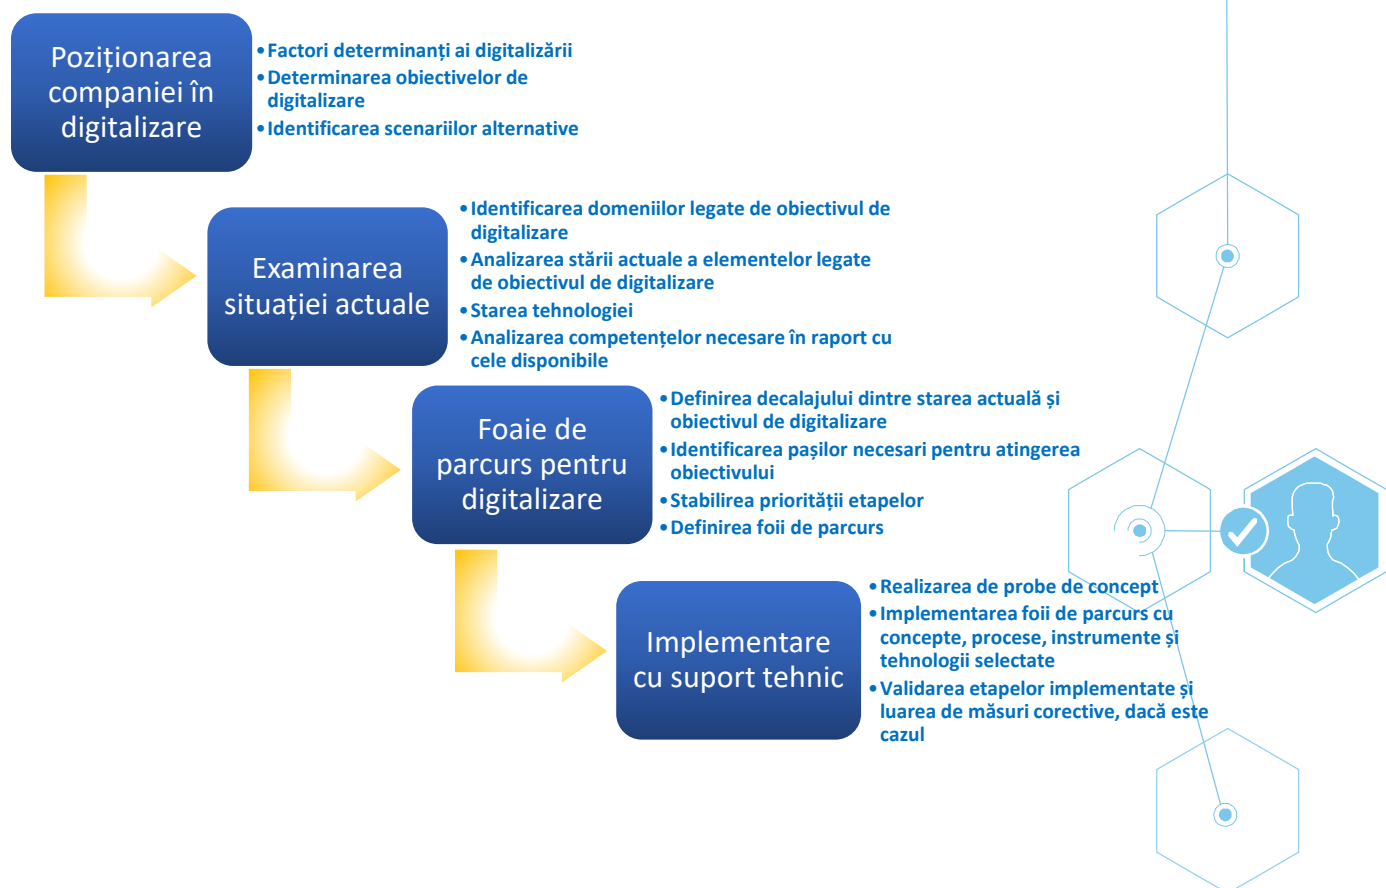 Poziționarea
companiei în
digitalizare
•Factori determinanți ai digitalizării
•Determinarea obiectivelor de
digitalizare
•Identificarea scenariilor alternative
Examinarea
situației actuale
•Identificarea domeniilor legate de obiectivul de
digitalizare
•Analizarea stării actuale a elementelor legate
de obiectivul de digitalizare
•Starea tehnologiei
•Analizarea competențelor necesare în raport cu
cele disponibile
Foaie de
parcurs pentru
digitalizare
•Definirea decalajului dintre starea actuală și
obiectivul de digitalizare
•Identificarea pașilor necesari pentru atingerea
obiectivului
•Stabilirea priorității etapelor
•Definirea foii de parcurs
Implementare
cu suport tehnic
•Realizarea de probe de concept
•Implementarea foii de parcurs cu
concepte, procese, instrumente și
tehnologii selectate
•Validarea etapelor implementate și
luarea de măsuri corective, dacă este
cazul